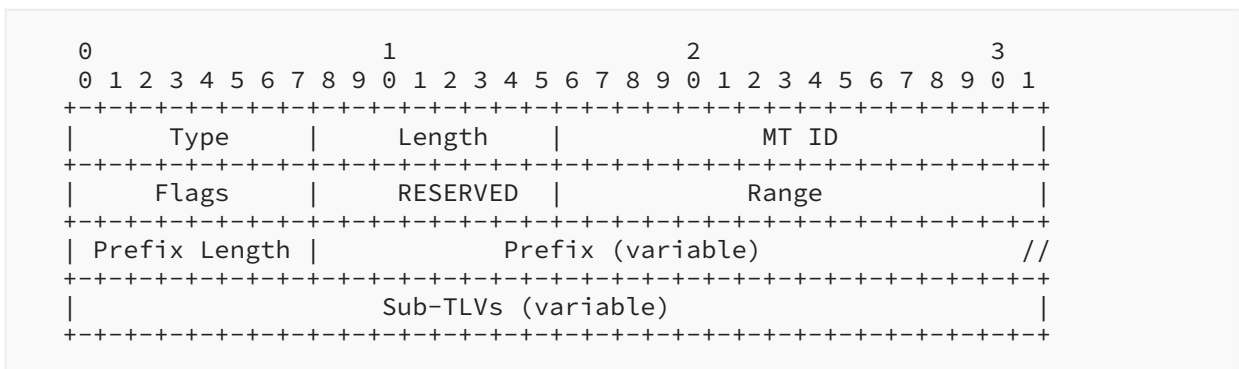 0                   1                   2                   3
 0 1 2 3 4 5 6 7 8 9 0 1 2 3 4 5 6 7 8 9 0 1 2 3 4 5 6 7 8 9 0 1
+-+-+-+-+-+-+-+-+-+-+-+-+-+-+-+-+-+-+-+-+-+-+-+-+-+-+-+-+-+-+-+-+
|      Type     |     Length    |             MT ID             |
+-+-+-+-+-+-+-+-+-+-+-+-+-+-+-+-+-+-+-+-+-+-+-+-+-+-+-+-+-+-+-+-+
|     Flags     |     RESERVED  |            Range              |
+-+-+-+-+-+-+-+-+-+-+-+-+-+-+-+-+-+-+-+-+-+-+-+-+-+-+-+-+-+-+-+-+
| Prefix Length |            Prefix (variable)                 //
+-+-+-+-+-+-+-+-+-+-+-+-+-+-+-+-+-+-+-+-+-+-+-+-+-+-+-+-+-+-+-+-+
|                    Sub-TLVs (variable)                        |
+-+-+-+-+-+-+-+-+-+-+-+-+-+-+-+-+-+-+-+-+-+-+-+-+-+-+-+-+-+-+-+-+